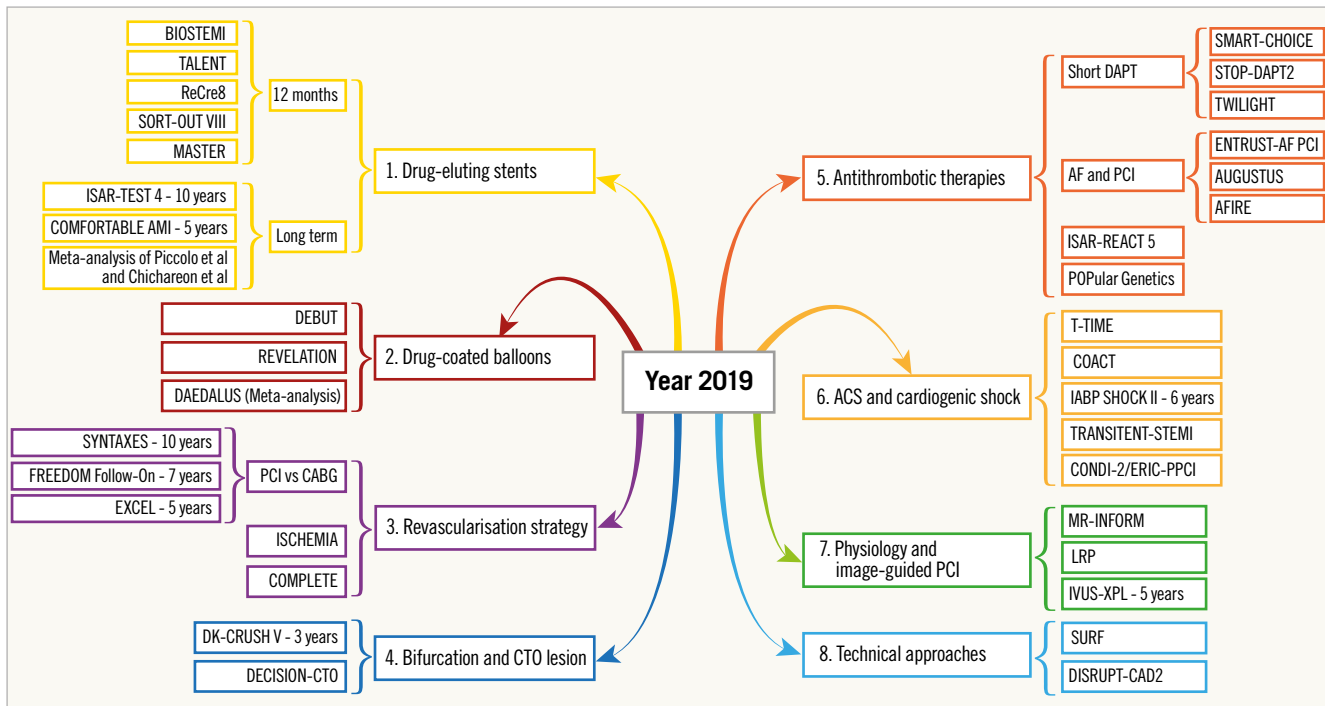 Year 2019
1. Drug-eluting stents
12 months
BIOSTEMI
TALENT
ReCre8
SORT-OUT VIII
MASTER
Long term
ISAR-TEST 4 - 10 years
COMFORTABLE AMI - 5 years
Meta-analysis of Piccolo et al
and Chichareon et al
2. Drug-coated balloons
DEBUT
REVELATION
DAEDALUS (Meta-analysis)
3. Revascularisation strategy
PCI vs CABG
SYNTAXES - 10 years
FREEDOM Follow-On - 7 years
EXCEL - 5 years
ISCHEMIA
COMPLETE
4. Bifurcation and CTO lesion
DK-CRUSH V - 3 years
DECISION-CTO
5. Antithrombotic therapies
Short DAPT
SMART-CHOICE
STOP-DAPT2
TWILIGHT
AF and PCI
ENTRUST-AF PCI
AUGUSTUS
AFIRE
ISAR-REACT 5
POPular Genetics
6. ACS and cardiogenic shock
T-TIME
COACT
IABP SHOCK II - 6 years
TRANSITENT-STEMI
CONDI-2/ERIC-PPCI
7. Physiology and
image-guided PCI
MR-INFORM
LRP
IVUS-XPL - 5 years
8. Technical approaches
SURF
DISRUPT-CAD2